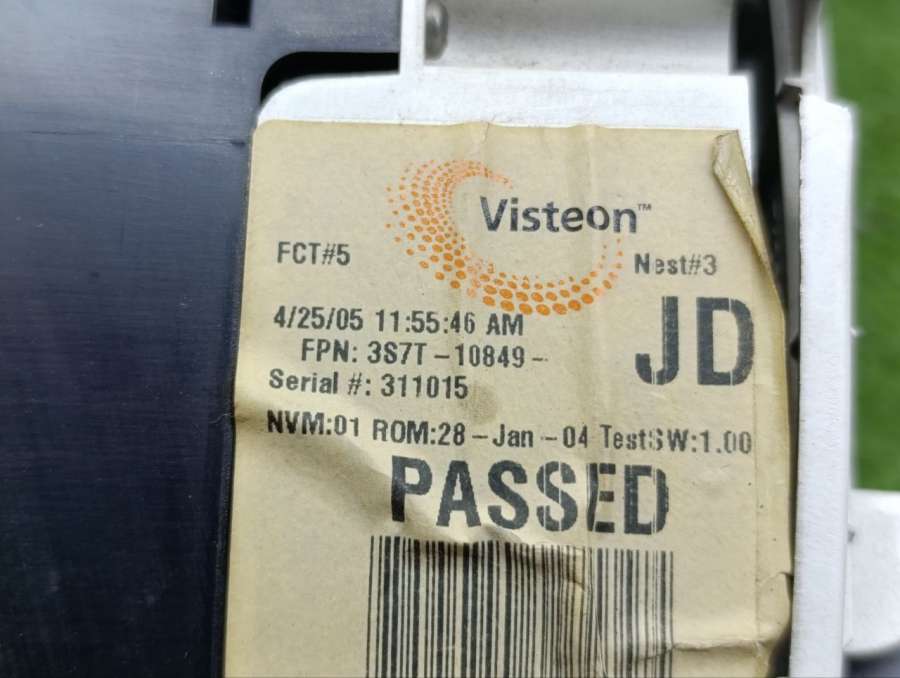 Visteon™
FCT#5
Nest#3
4/25/05 11:55:46 AM
FPN: 3S7T-10849-
JD
Serial #: 311015
NVM:01 ROM:28-Jan-04 TestSW:1.00
PASSED